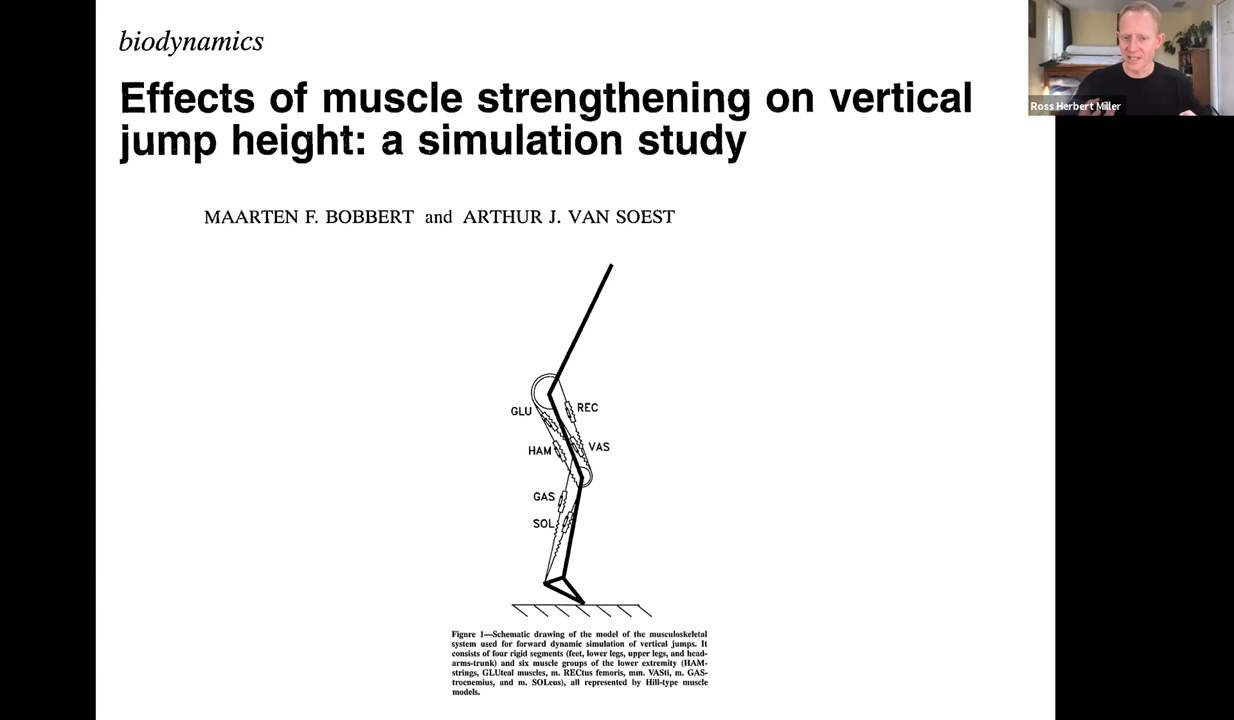 biodynamics
Effects of muscle strengthening on vertical
jump height: a simulation study
MAARTEN F. BOBBERT and ARTHUR J. VAN SOEST
Ross Herbert Miller
GLU
REC
HAM
VAS
GAS
SOL
Figure 1—Schematic drawing of the model of the musculoskeletal
system used for forward dynamic simulation of vertical jumps. It
consists of four rigid segments (feet, lower legs, upper legs, and head-
arms-trunk) and six muscle groups of the lower extremity (HAM-
strings, GLUteal muscles, m. RECtus femoris, mm. VASti, m. GAS-
trocnemius, and m. SOLeus), all represented by Hill-type muscle
models.